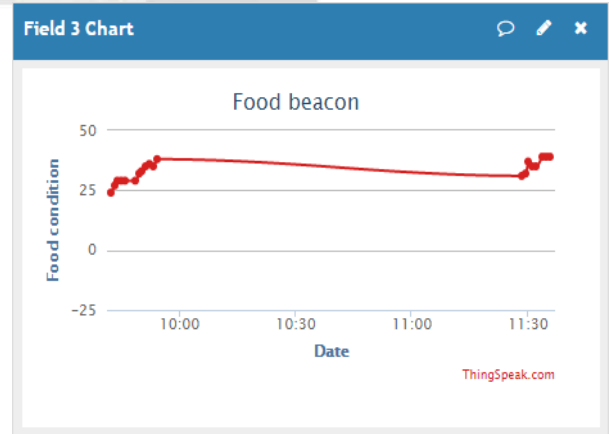 Field 3 Chart
Food beacon
Food condition
50
25
0
−25
10:00 10:30 11:00 11:30
Date
ThingSpeak.com